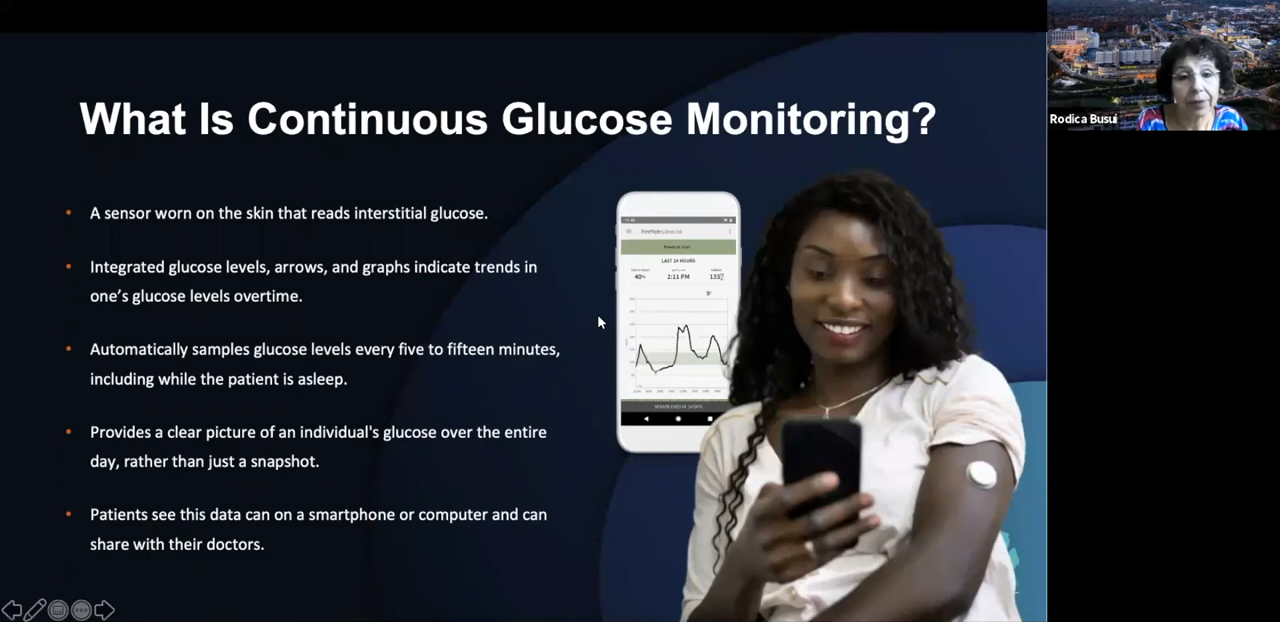 What Is Continuous Glucose Monitoring?
• A sensor worn on the skin that reads interstitial glucose.
• Integrated glucose levels, arrows, and graphs indicate trends in
one’s glucose levels overtime.
• Automatically samples glucose levels every five to fifteen minutes,
including while the patient is asleep.
• Provides a clear picture of an individual's glucose over the entire
day, rather than just a snapshot.
• Patients see this data can on a smartphone or computer and can
share with their doctors.
LAST 24 HOURS
40%
2:11 PM
133
Rodica Busui